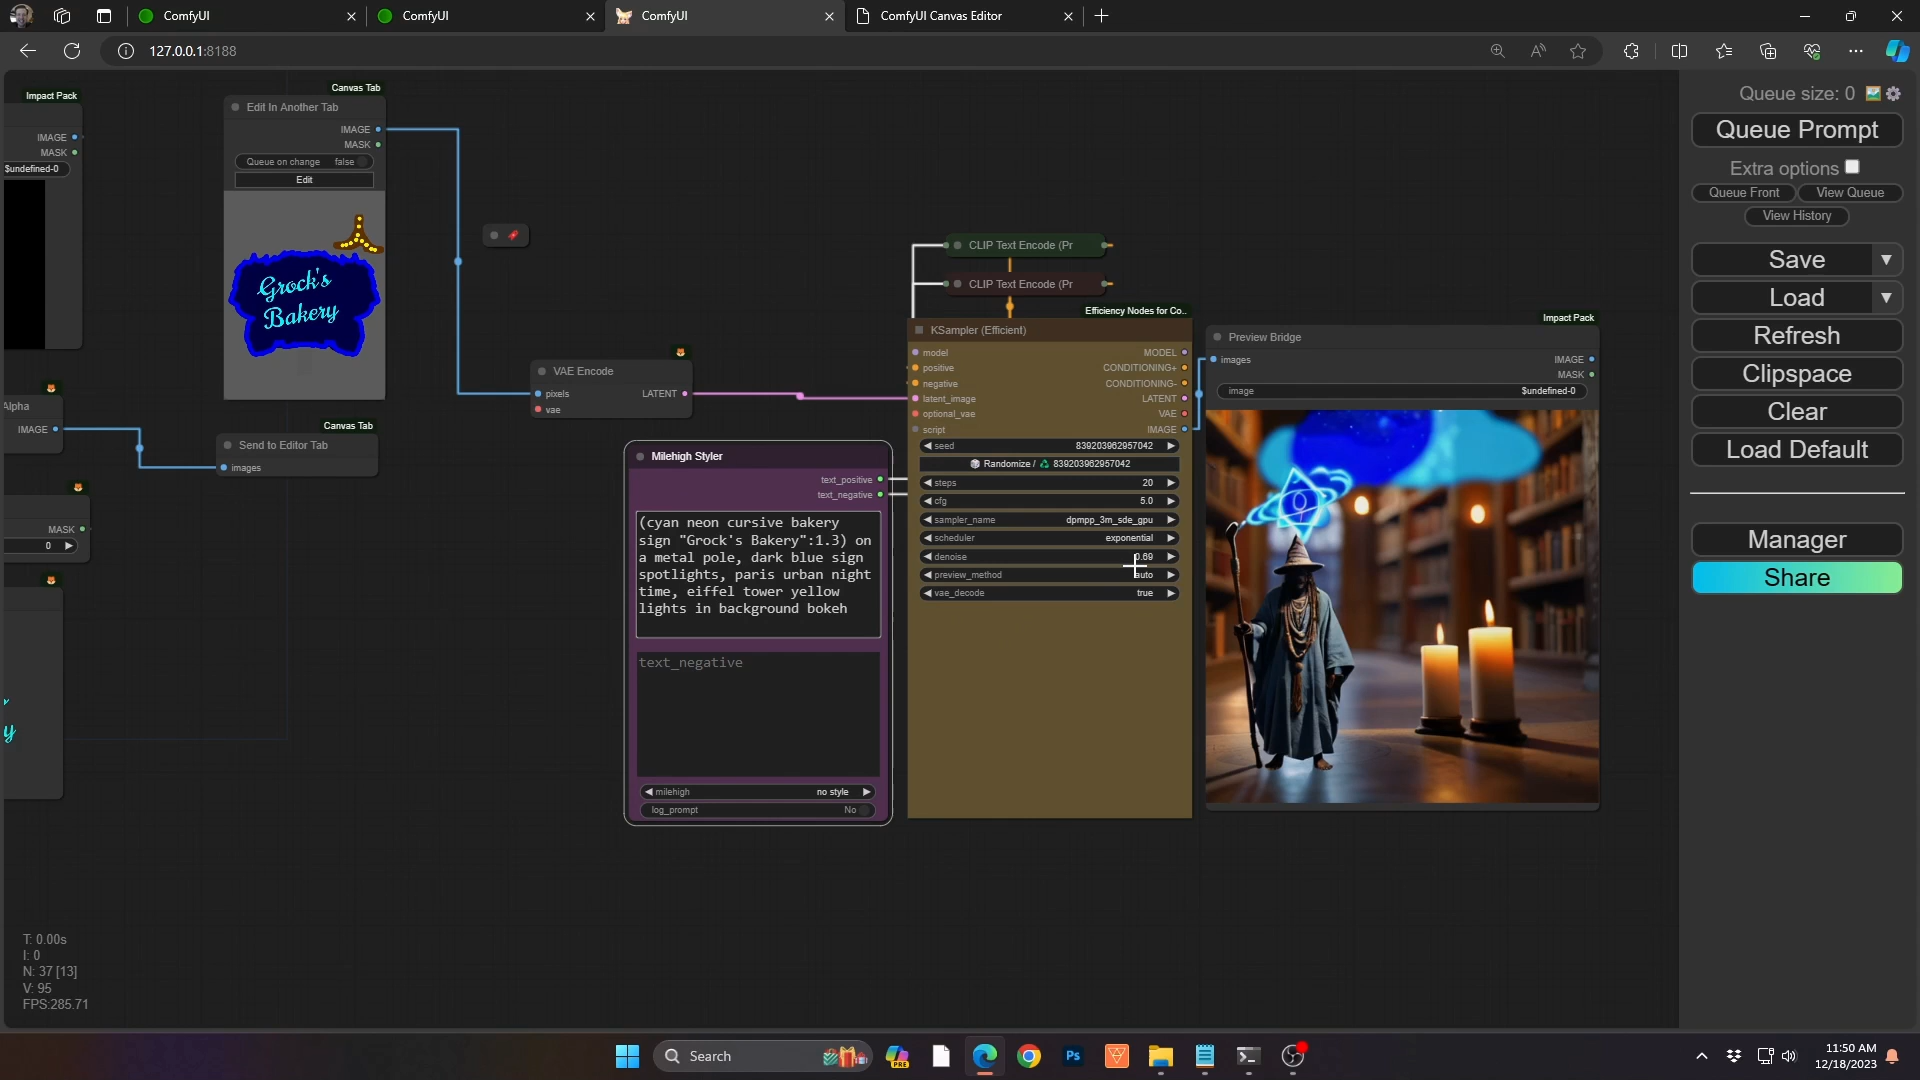 ComfyUI
ComfyUI
ComfyUI
ComfyUI Canvas Editor
127.0.0.1:8188
Impact Pack
IMAGE
MASK
$undefined-0
Canvas Tab
Edit In Another Tab
IMAGE
MASK
Queue on change false
Edit
Grock's
Bakery
Alpha
IMAGE
Canvas Tab
Send to Editor Tab
images
MASK
0
y
VAE Encode
pixels LATENT
vae
Milehigh Styler
text_positive
text_negative
(cyan neon cursive bakery
sign "Grock's Bakery":1.3) on
a metal pole, dark blue sign
spotlights, paris urban night
time, eiffel tower yellow
lights in background bokeh
text_negative
milehigh no style
log_prompt No
CLIP Text Encode (Pr
CLIP Text Encode (Pr
Efficiency Nodes for Co..
KSampler (Efficient)
model MODEL
positive CONDITIONING+
negative CONDITIONING-
latent_image LATENT
optional_vae VAE
script IMAGE
seed 839203962957042
Randomize / 839203962957042
steps 20
cfg 5.0
sampler_name dpmpp_3m_sde_gpu
scheduler exponential
denoise 0.69
preview_method auto
vae_decode true
Impact Pack
Preview Bridge
images IMAGE
MASK
image $undefined-0
Queue size: 0
Queue Prompt
Extra options
Queue Front View Queue
View History
Save
Load
Refresh
Clipspace
Clear
Load Default
Manager
Share
T: 0.00s
I: 0
N: 37 [13]
V: 95
FPS:285.71
Search
PRE
Ps
11:50 AM
12/18/2023